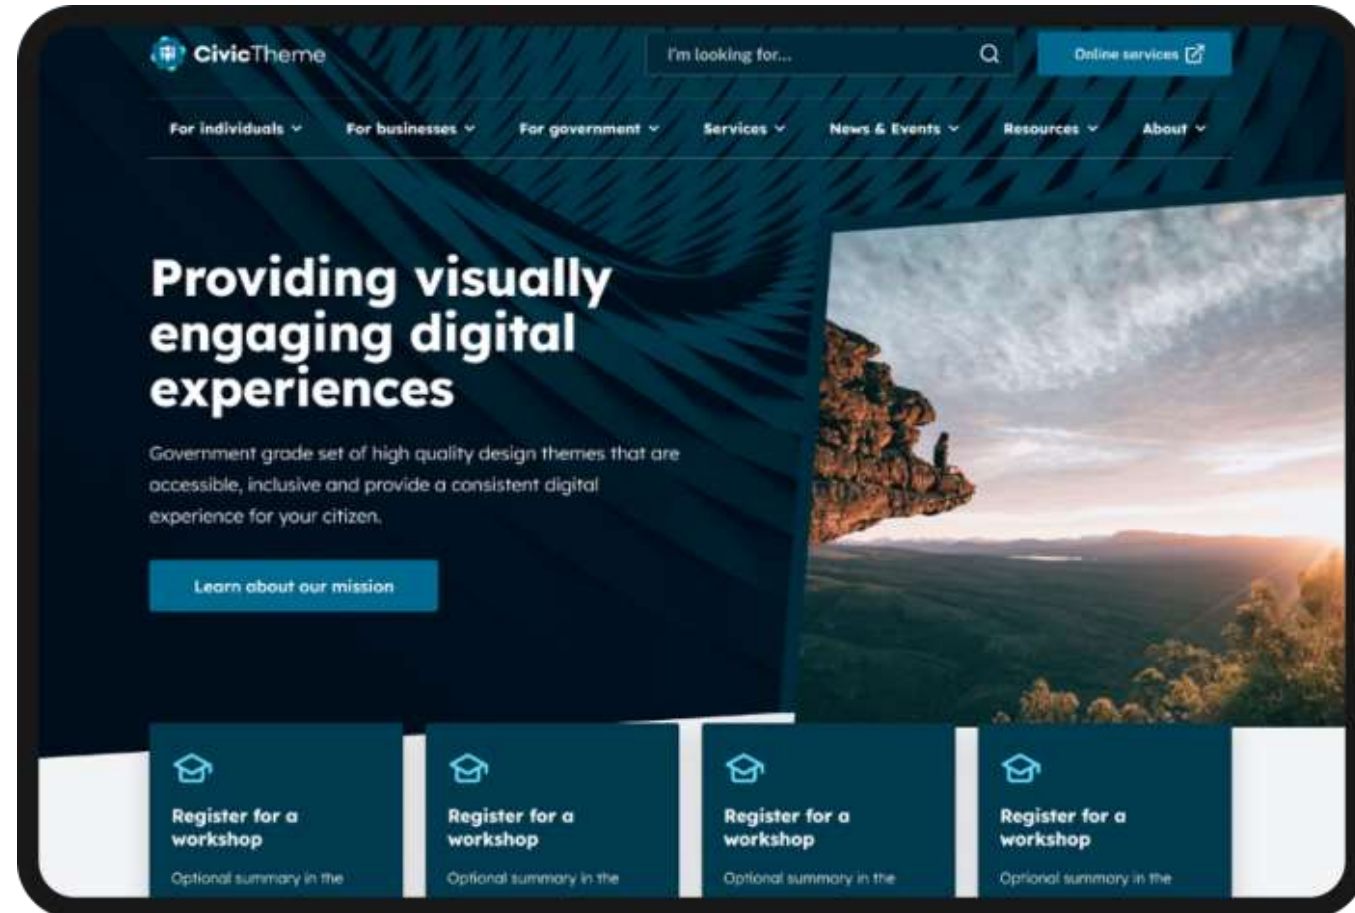 CivicTheme
I'm looking for...
Online services
For individuals
For businesses
For government
Services
News & Events
Resources
About
Providing visually
engaging digital
experiences
Government grade set of high quality design themes that are
accessible, inclusive and provide a consistent digital
experience for your citizen.
Learn about our mission
Register for a
workshop
Optional summary in the
Register for a
workshop
Optional summary in the
Register for a
workshop
Optional summary in the
Register for a
workshop
Optional summary in the